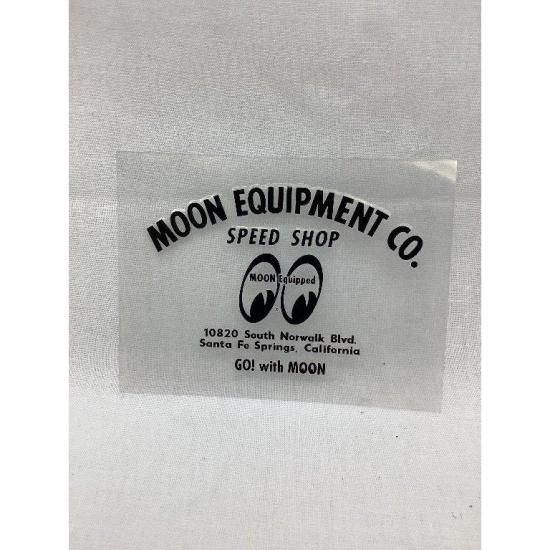 MOON EQUIPMENT CO.
SPEED SHOP
MOON Equipped
10820 South Norwalk Blvd.
Santa Fe Springs, California
GO! with MOON